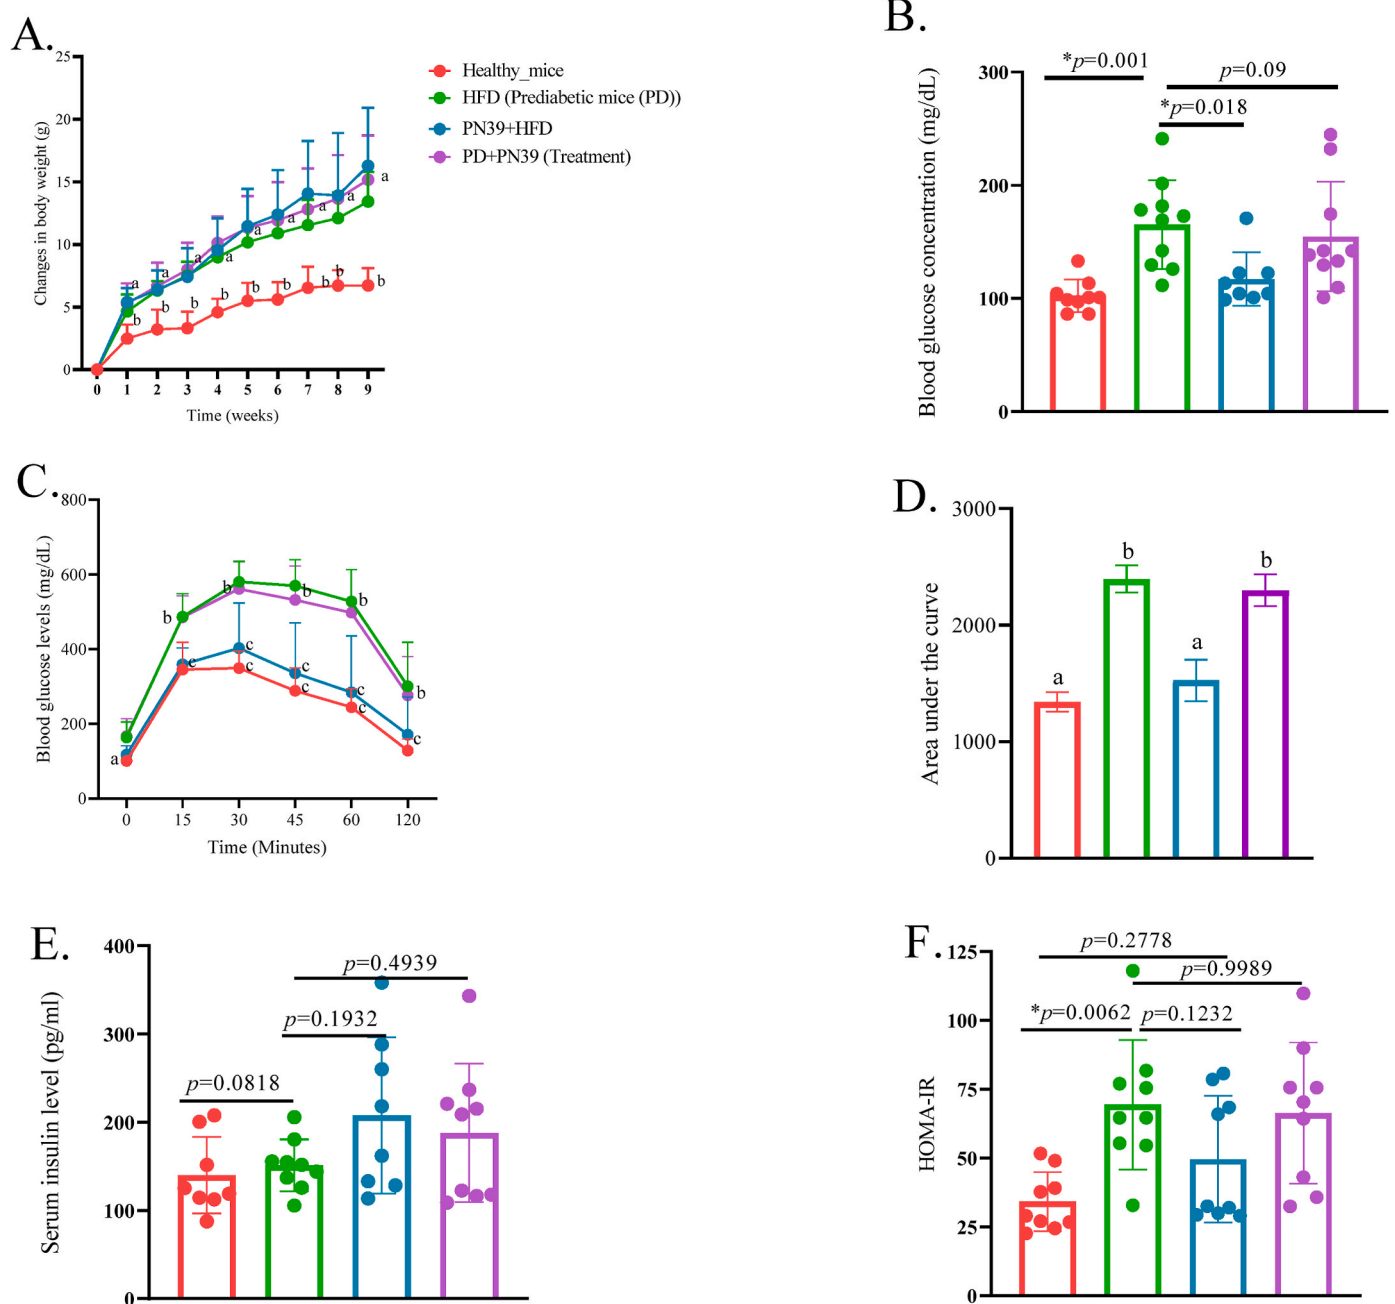 A.
25
20
15
10
5
0
Changes in body weight (g)
a
a
a
a
a
a
a
a
a
b
b
b
b
b
b
b
b
b
0 1 2 3 4 5 6 7 8 9
Time (weeks)
Healthy_mice
HFD (Prediabetic mice (PD))
PN39+HFD
PD+PN39 (Treatment)
B.
300
200
100
0
Blood glucose concentration (mg/dL)
*p=0.001
p=0.09
*p=0.018
C.
800
600
400
200
0
Blood glucose levels (mg/dL)
a
b
b
b
b
b
c
c
c
c
c
c
c
c
0 15 30 45 60 120
Time (Minutes)
D.
3000
2000
1000
0
Area under the curve
a
b
a
b
E.
400
300
200
100
0
Serum insulin level (pg/ml)
p=0.4939
p=0.1932
p=0.0818
F.
125
100
75
50
25
0
HOMA-IR
p=0.2778
p=0.9989
*p=0.0062
p=0.1232